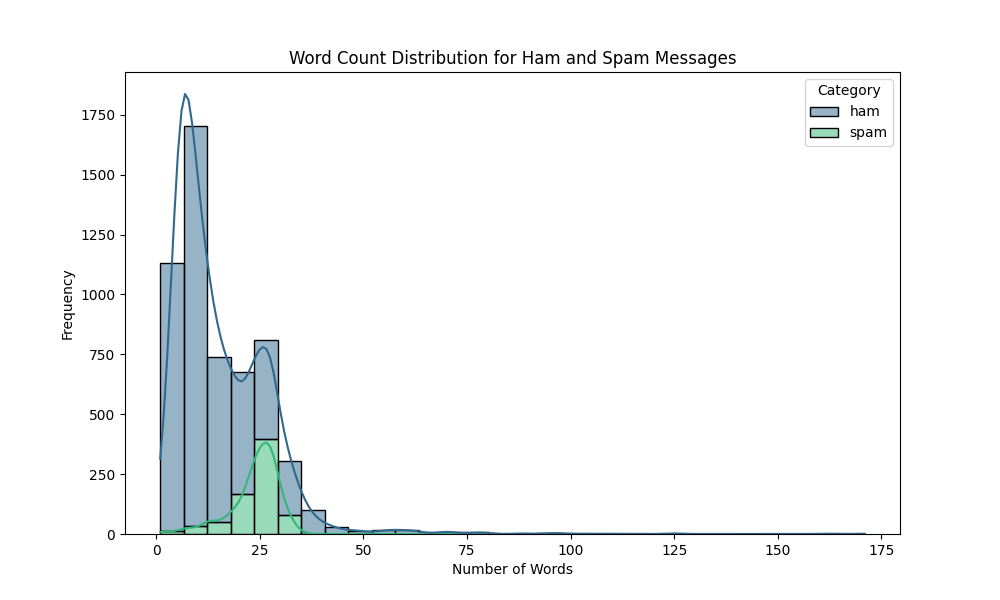 Word Count Distribution for Ham and Spam Messages
Category
ham
spam
1750
1500
1250
1000
750
500
250
0
Frequency
0 25 50 75 100 125 150 175
Number of Words